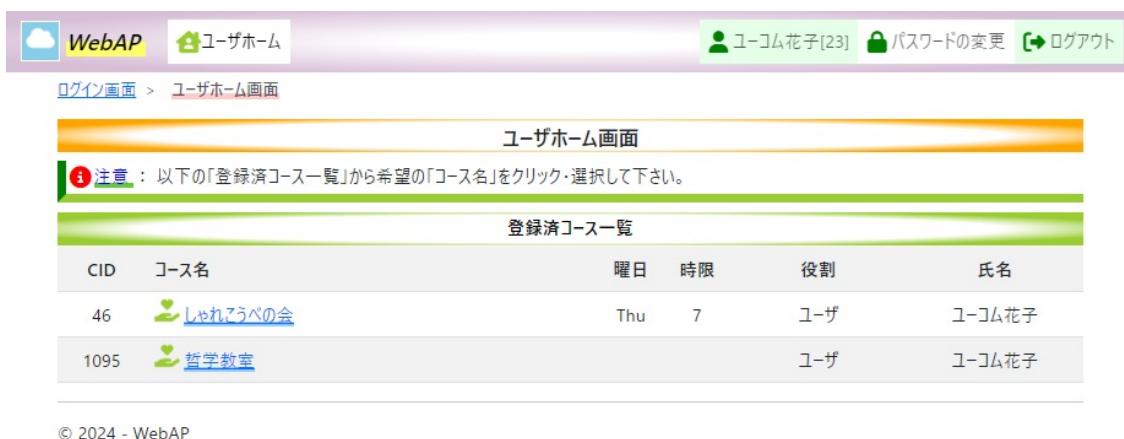 WebAP ユーザホーム ユーコム花子[23] パスワードの変更 ログアウト
ログイン画面 > ユーザホーム画面
ユーザホーム画面
注意 : 以下の「登録済コース一覧」から希望の「コース名」をクリック・選択して下さい。
登録済コース一覧
CID コース名 曜日 時限 役割 氏名
46 しゃれこうべの会 Thu 7 ユーザ ユーコム花子
1095 哲学教室 ユーザ ユーコム花子
© 2024 - WebAP